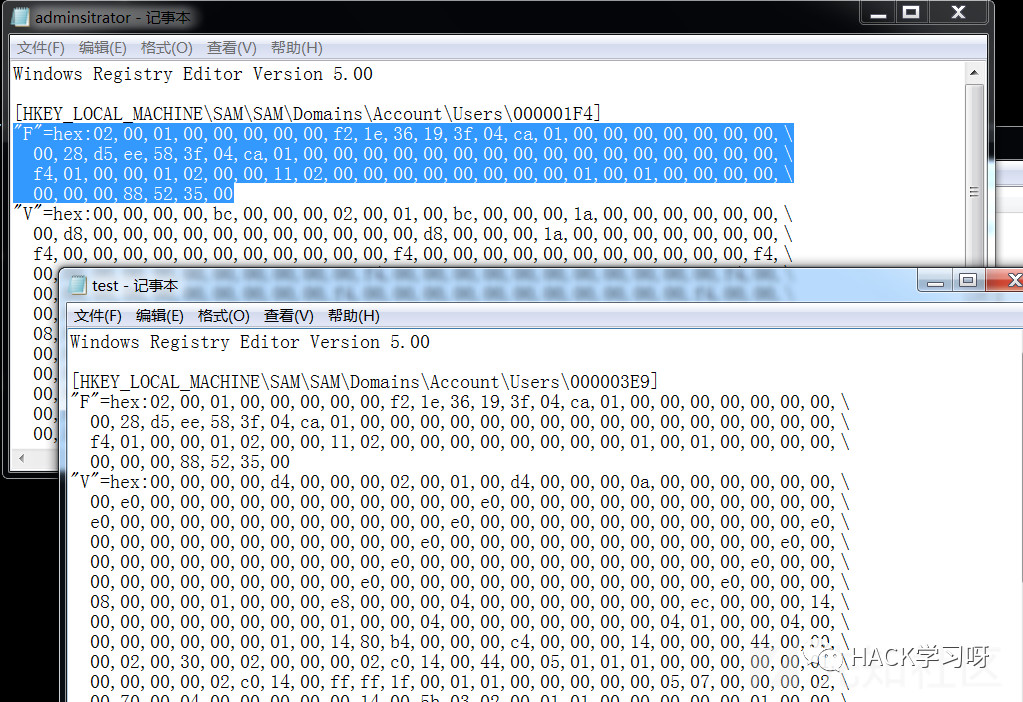 adminsitrator - 记事本
文件(F) 编辑(E) 格式(O) 查看(V) 帮助(H)
Windows Registry Editor Version 5.00
[HKEY_LOCAL_MACHINE\SAM\SAM\Domains\Account\Users\000001F4]
"F"=hex:02,00,01,00,00,00,00,00,f2,1e,36,19,3f,04,ca,01,00,00,00,00,00,00,00,\
00,28,d5,ee,58,3f,04,ca,01,00,00,00,00,00,00,00,00,00,00,00,00,00,00,00,00,\
f4,01,00,00,01,02,00,00,11,02,00,00,00,00,00,00,00,00,01,00,01,00,00,00,00,\
00,00,00,88,52,35,00
"V"=hex:00,00,00,00,bc,00,00,00,02,00,01,00,bc,00,00,00,1a,00,00,00,00,00,00,\
00,d8,00,00,00,00,00,00,00,00,00,00,00,00,d8,00,00,00,1a,00,00,00,00,00,00,\
f4,00,00,00,00,00,00,00,00,00,00,00,f4,00,00,00,00,00,00,00,00,00,00,00,f4,\
00,
00,
00,
08,
00,
00,
00,
00,
00,
test - 记事本
文件(F) 编辑(E) 格式(O) 查看(V) 帮助(H)
Windows Registry Editor Version 5.00
[HKEY_LOCAL_MACHINE\SAM\SAM\Domains\Account\Users\000003E9]
"F"=hex:02,00,01,00,00,00,00,00,f2,1e,36,19,3f,04,ca,01,00,00,00,00,00,00,00,\
00,28,d5,ee,58,3f,04,ca,01,00,00,00,00,00,00,00,00,00,00,00,00,00,00,00,00,\
f4,01,00,00,01,02,00,00,11,02,00,00,00,00,00,00,00,00,01,00,01,00,00,00,00,\
00,00,00,88,52,35,00
"V"=hex:00,00,00,00,d4,00,00,00,02,00,01,00,d4,00,00,00,0a,00,00,00,00,00,00,\
00,e0,00,00,00,00,00,00,00,00,00,00,00,00,e0,00,00,00,00,00,00,00,00,00,00,\
e0,00,00,00,00,00,00,00,00,00,00,00,e0,00,00,00,00,00,00,00,00,00,00,00,e0,\
00,00,00,00,00,00,00,00,00,00,00,e0,00,00,00,00,00,00,00,00,00,00,00,e0,00,\
00,00,00,00,00,00,00,00,00,00,e0,00,00,00,00,00,00,00,00,00,00,00,e0,00,00,\
00,00,00,00,00,00,00,00,00,e0,00,00,00,00,00,00,00,00,00,00,00,e0,00,00,00,\
08,00,00,00,01,00,00,00,e8,00,00,00,04,00,00,00,00,00,00,00,ec,00,00,00,14,\
00,00,00,00,00,00,00,00,01,00,00,04,00,00,00,00,00,00,00,04,01,00,00,04,00,\
00,00,00,00,00,00,01,00,14,80,b4,00,00,00,c4,00,00,00,14,00,00,00,44,00,
00,02,00,30,00,02,00,00,00,02,c0,14,00,44,00,05,01,01,01,00,00,00,00,00,
00,00,00,00,02,c0,14,00,ff,ff,1f,00,01,01,00,00,00,00,00,05,07,00,00,00,02,\
HACK学习呀